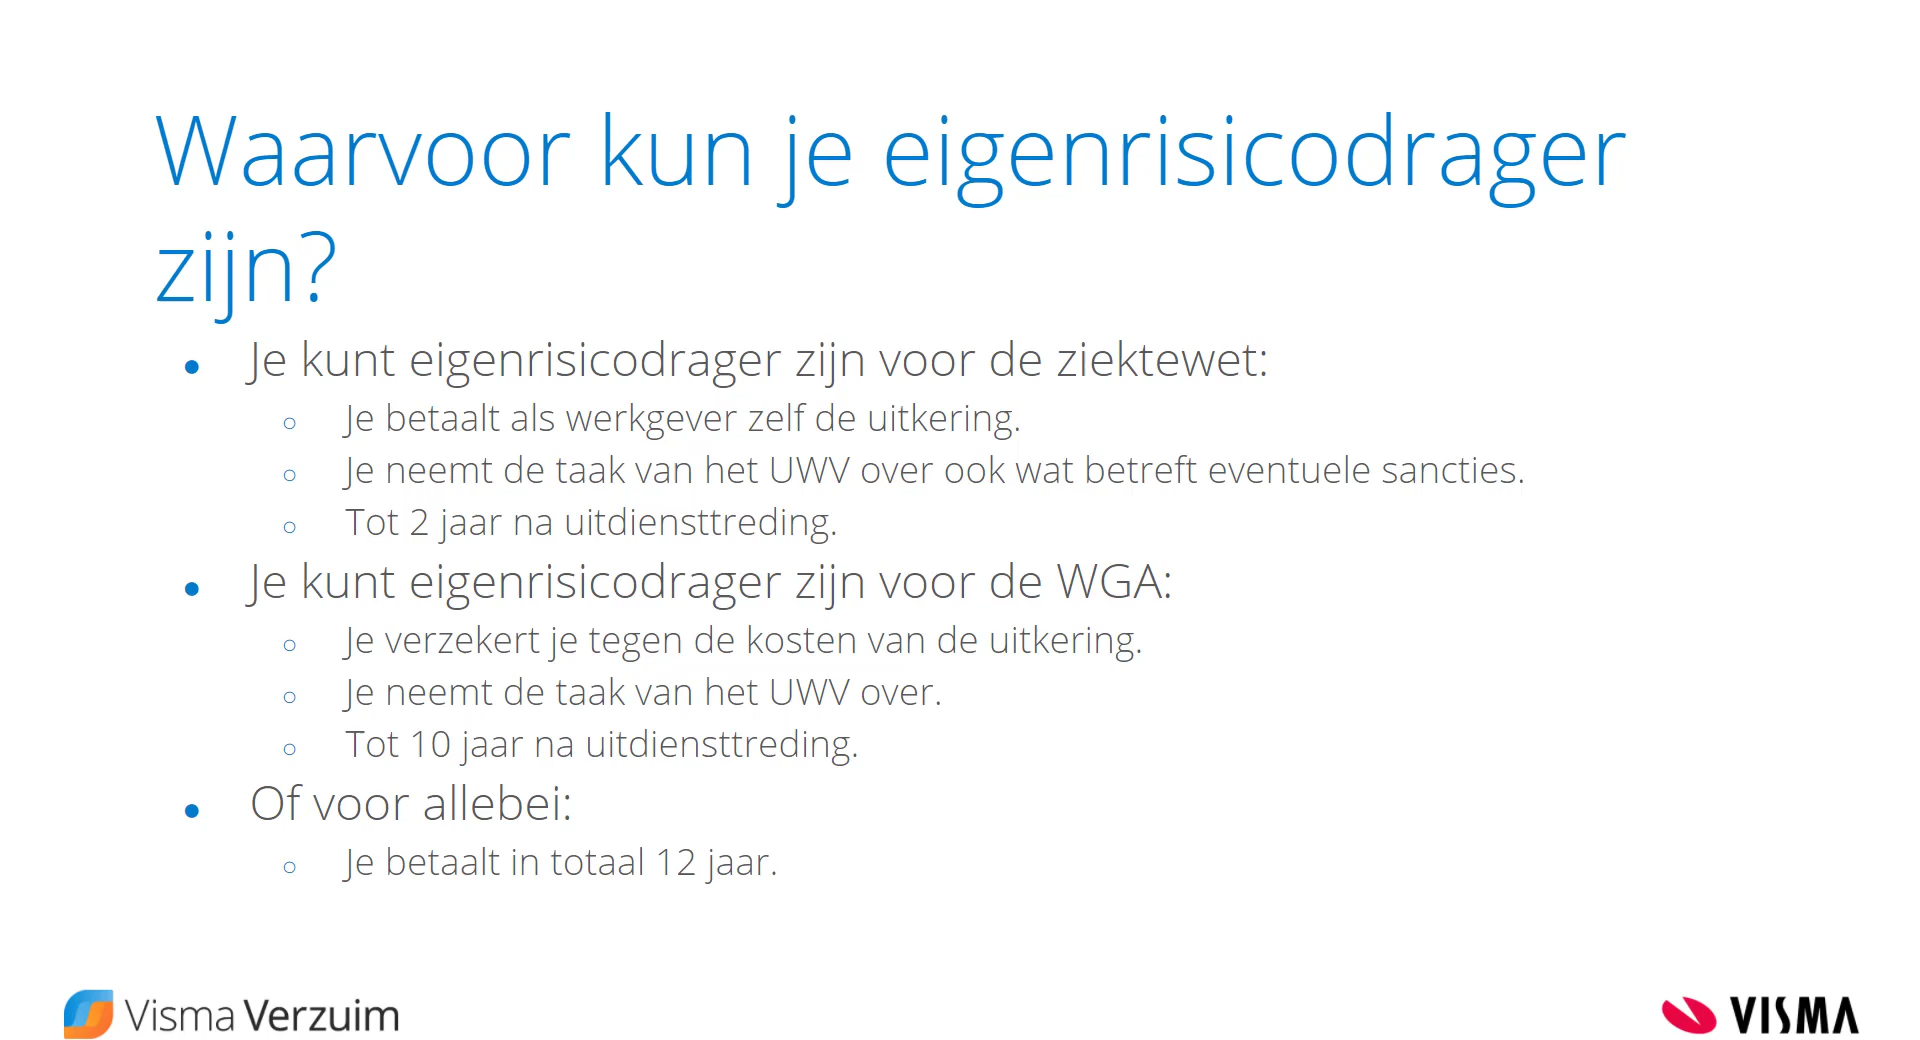 Waarvoor kun je eigenrisicodrager
zijn?
● Je kunt eigenrisicodrager zijn voor de ziektewet:
○ Je betaalt als werkgever zelf de uitkering.
○ Je neemt de taak van het UWV over ook wat betreft eventuele sancties.
○ Tot 2 jaar na uitdiensttreding.
● Je kunt eigenrisicodrager zijn voor de WGA:
○ Je verzekert je tegen de kosten van de uitkering.
○ Je neemt de taak van het UWV over.
○ Tot 10 jaar na uitdiensttreding.
● Of voor allebei:
○ Je betaalt in totaal 12 jaar.
Visma Verzuim
VISMA